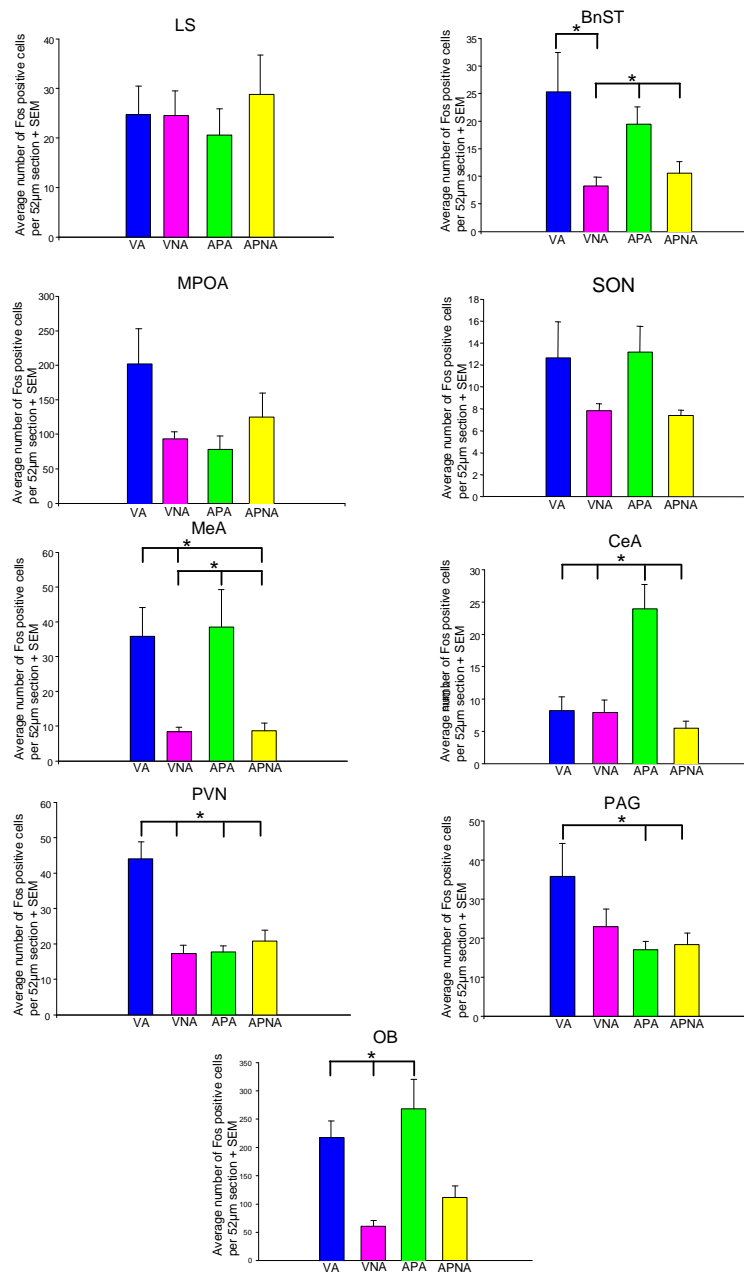 LS
Average number of Fos positive cells
per 52µm section + SEM
40
30
20
10
0
VA VNA APA APNA
BnST
Average number of Fos positive cells
per 52µm section + SEM
35
30
25
20
15
10
5
0
* *
VA VNA APA APNA
MPOA
Average number of Fos positive cells
per 52µm section + SEM
300
250
200
150
100
50
0
VA VNA APA APNA
SON
Average number of Fos positive cells
per 52µm section + SEM
18
16
14
12
10
8
6
4
2
0
VA VNA APA APNA
MeA
Average number of Fos positive cells
per 52µm section + SEM
60
50
40
30
20
10
0
*
*
VA VNA APA APNA
CeA
Average of Fos positive cells
per 52µm section + SEM
30
25
20
15
10
5
0
*
VA VNA APA APNA
PVN
Average number of Fos positive cells
per 52µm section + SEM
60
50
40
30
20
10
0
*
VA VNA APA APNA
PAG
Average number of Fos positive cells
per 52µm section + SEM
50
40
30
20
10
0
*
VA VNA APA APNA
OB
Average number of Fos positive cells
per 52µm section + SEM
350
300
250
200
150
100
50
0
*
VA VNA APA APNA